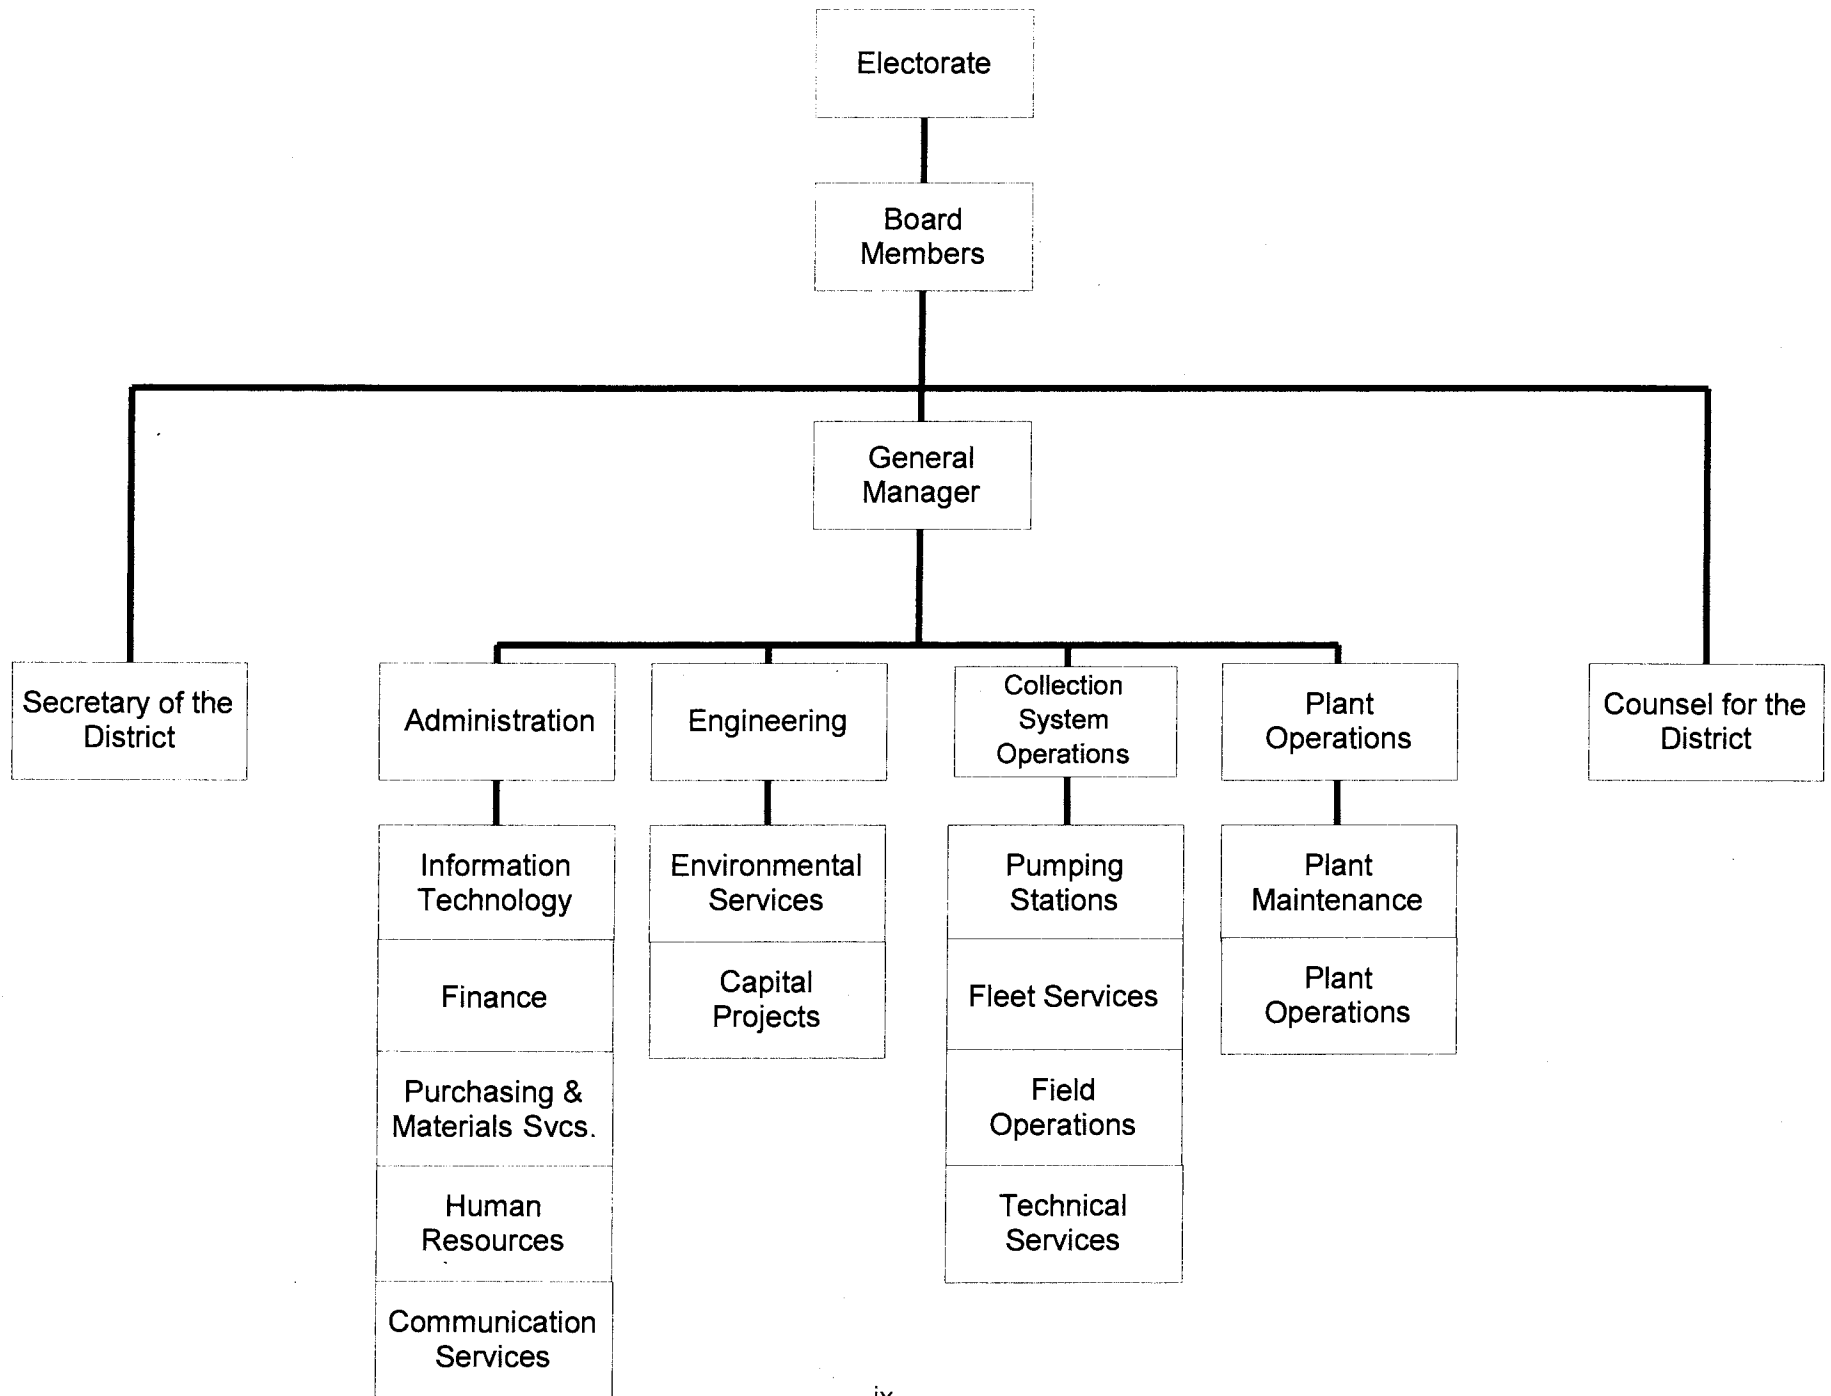 Electorate
Board
Members
General
Manager
Secretary of the
District
Administration
Engineering
Collection
System
Operations
Plant
Operations
Counsel for the
District
Information
Technology
Finance
Purchasing &
Materials Svcs.
Human
Resources
Communication
Services
Environmental
Services
Capital
Projects
Pumping
Stations
Fleet Services
Field
Operations
Technical
Services
Plant
Maintenance
Plant
Operations
ix